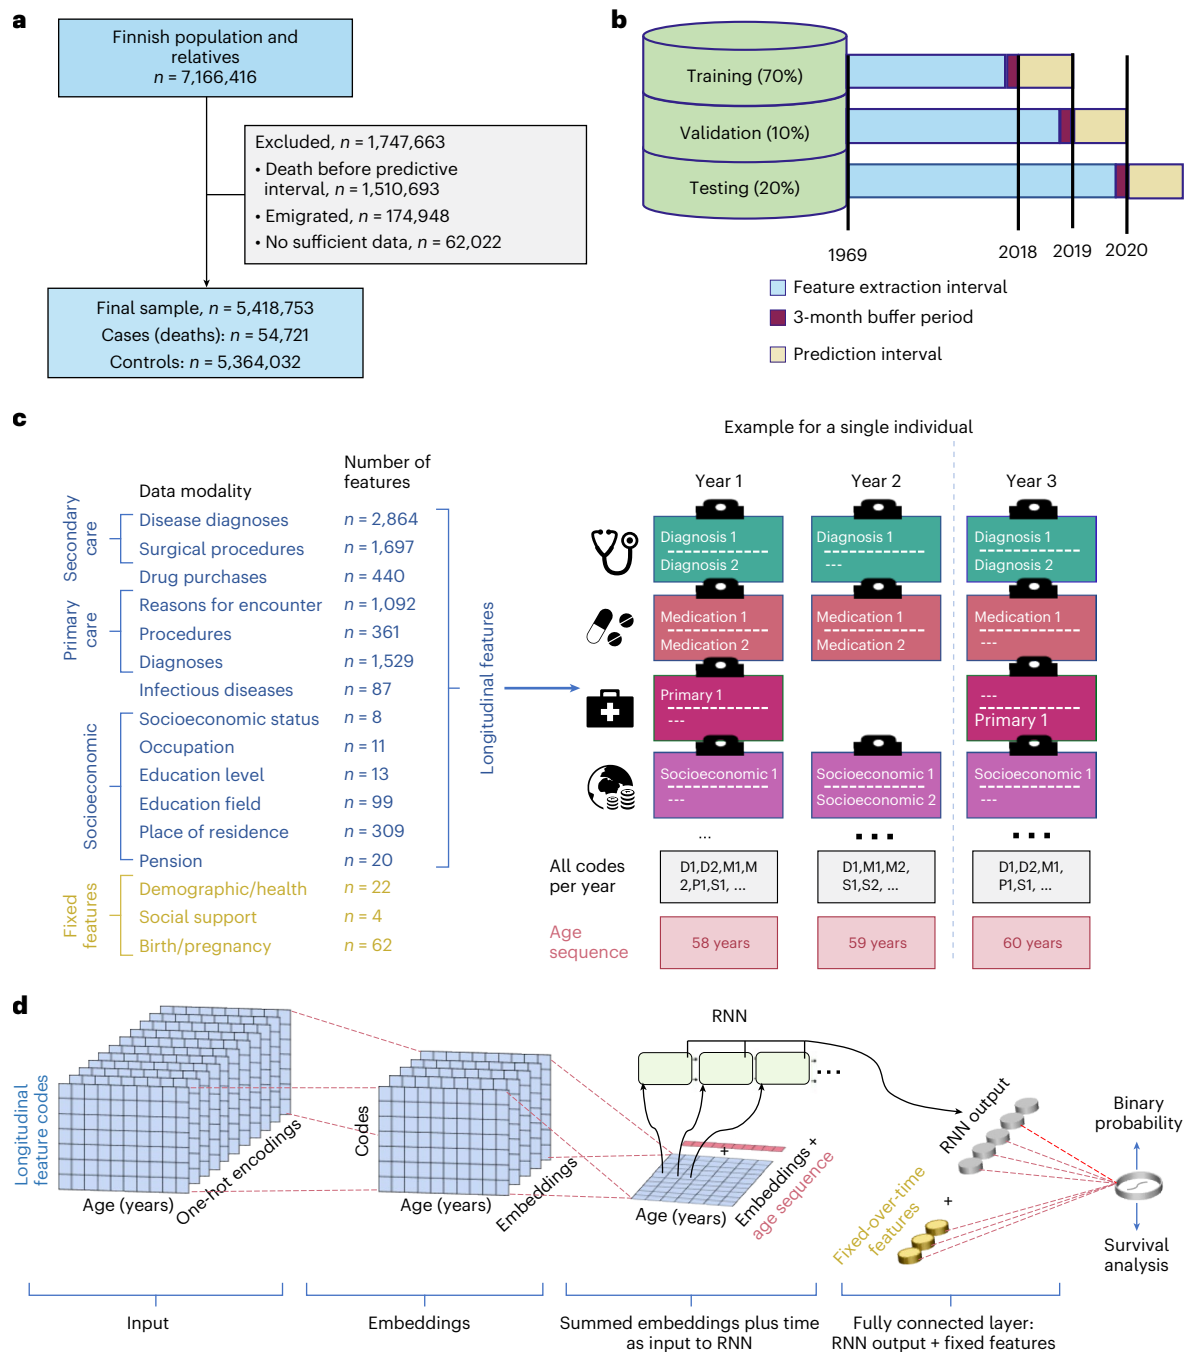 a
Finnish population and
relatives
n = 7,166,416
Excluded, n = 1,747,663
• Death before predictive
interval, n = 1,510,693
• Emigrated, n = 174,948
• No sufficient data, n = 62,022
Final sample, n = 5,418,753
Cases (deaths): n = 54,721
Controls: n = 5,364,032
b
Training (70%)
Validation (10%)
Testing (20%)
1969
2018
2019
2020
Feature extraction interval
3-month buffer period
Prediction interval
c
Data modality
Number of
features
Secondary
care
Disease diagnoses n = 2,864
Surgical procedures n = 1,697
Drug purchases n = 440
Primary
care
Reasons for encounter n = 1,092
Procedures n = 361
Diagnoses n = 1,529
Infectious diseases n = 87
Socioeconomic
Socioeconomic status n = 8
Occupation n = 11
Education level n = 13
Education field n = 99
Place of residence n = 309
Pension n = 20
Fixed
features
Demographic/health n = 22
Social support n = 4
Birth/pregnancy n = 62
Longitudinal features
Example for a single individual
Year 1
Year 2
Year 3
Diagnosis 1
Diagnosis 2
Diagnosis 1
---
Diagnosis 1
Diagnosis 2
Medication 1
Medication 2
Medication 1
Medication 2
Medication 1
---
Primary 1
---
---
Primary 1
Socioeconomic 1
---
Socioeconomic 1
Socioeconomic 2
Socioeconomic 1
---
...
...
...
All codes
per year
D1,D2,M1,M
2,P1,S1, ...
D1,M1,M2,
S1,S2, ...
D1,D2,M1,
P1,S1, ...
Age
sequence
58 years
59 years
60 years
d
Longitudinal
feature codes
Age (years)
One-hot encodings
Codes
Age (years)
Embeddings
RNN
...
+
Age (years)
Embeddings +
age sequence
RNN output
+
Fixed-over-time
features
Binary
probability
Survival
analysis
Input
Embeddings
Summed embeddings plus time
as input to RNN
Fully connected layer:
RNN output + fixed features